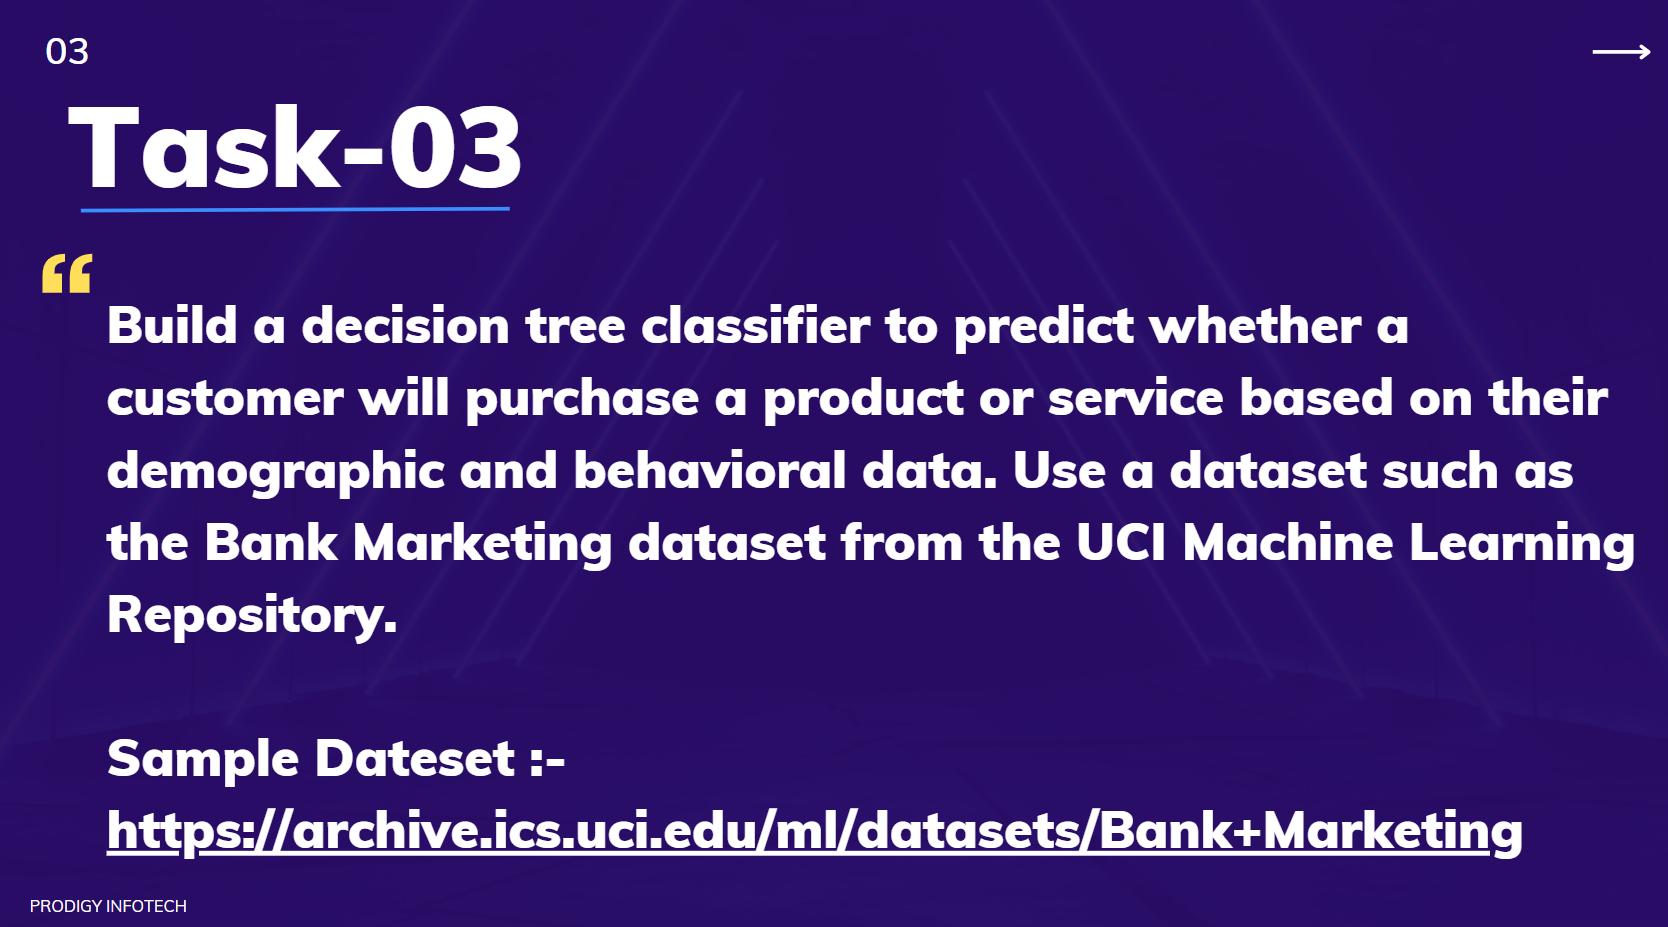 03
Task-03
“
Build a decision tree classifier to predict whether a
customer will purchase a product or service based on their
demographic and behavioral data. Use a dataset such as
the Bank Marketing dataset from the UCI Machine Learning
Repository.
Sample Dateset :-
https://archive.ics.uci.edu/ml/datasets/Bank+Marketing
PRODIGY INFOTECH